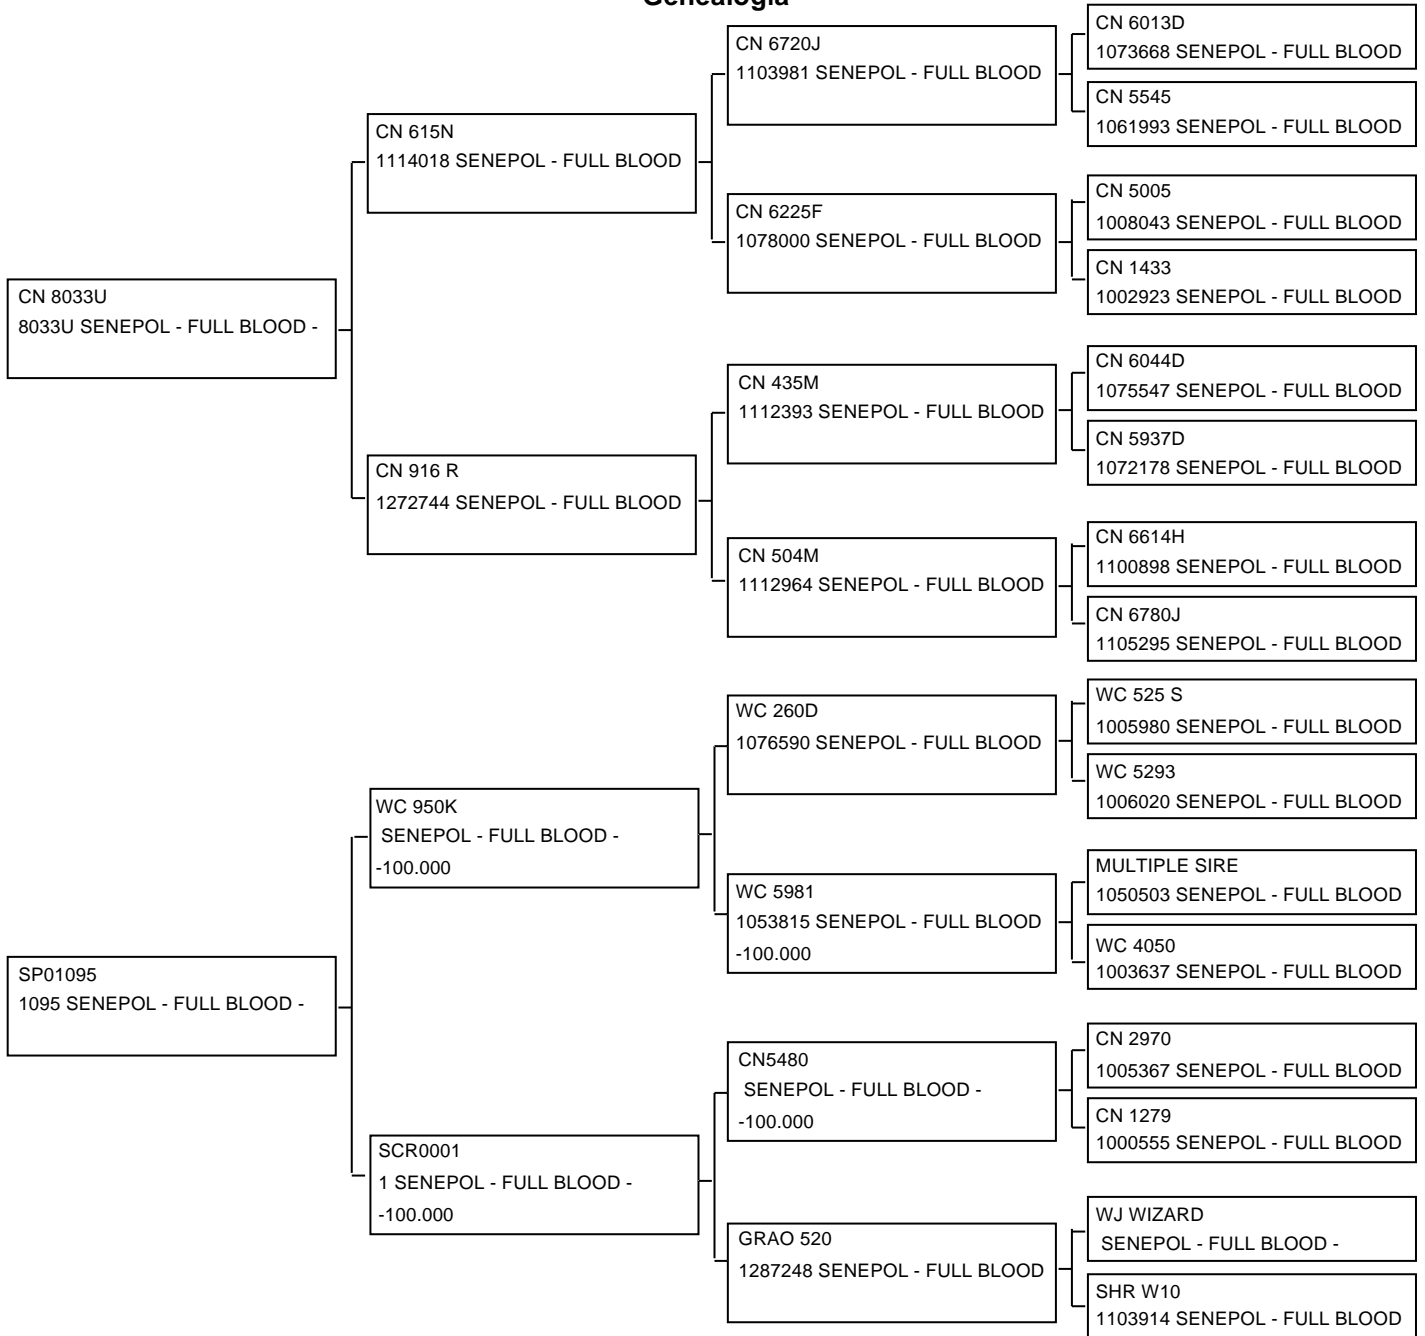 Genealogia
CN 8033U
8033U SENEPOL - FULL BLOOD -
SP01095
1095 SENEPOL - FULL BLOOD -
CN 615N
1114018 SENEPOL - FULL BLOOD
CN 916 R
1272744 SENEPOL - FULL BLOOD
WC 950K
SENEPOL - FULL BLOOD -
-100.000
SCR0001
1 SENEPOL - FULL BLOOD -
-100.000
CN 6720J
1103981 SENEPOL - FULL BLOOD
CN 6225F
1078000 SENEPOL - FULL BLOOD
CN 435M
1112393 SENEPOL - FULL BLOOD
CN 504M
1112964 SENEPOL - FULL BLOOD
WC 260D
1076590 SENEPOL - FULL BLOOD
WC 5981
1053815 SENEPOL - FULL BLOOD
-100.000
CN5480
SENEPOL - FULL BLOOD -
-100.000
GRAO 520
1287248 SENEPOL - FULL BLOOD
CN 6013D
1073668 SENEPOL - FULL BLOOD
CN 5545
1061993 SENEPOL - FULL BLOOD
CN 5005
1008043 SENEPOL - FULL BLOOD
CN 1433
1002923 SENEPOL - FULL BLOOD
CN 6044D
1075547 SENEPOL - FULL BLOOD
CN 5937D
1072178 SENEPOL - FULL BLOOD
CN 6614H
1100898 SENEPOL - FULL BLOOD
CN 6780J
1105295 SENEPOL - FULL BLOOD
WC 525 S
1005980 SENEPOL - FULL BLOOD
WC 5293
1006020 SENEPOL - FULL BLOOD
MULTIPLE SIRE
1050503 SENEPOL - FULL BLOOD
WC 4050
1003637 SENEPOL - FULL BLOOD
CN 2970
1005367 SENEPOL - FULL BLOOD
CN 1279
1000555 SENEPOL - FULL BLOOD
WJ WIZARD
SENEPOL - FULL BLOOD -
SHR W10
1103914 SENEPOL - FULL BLOOD